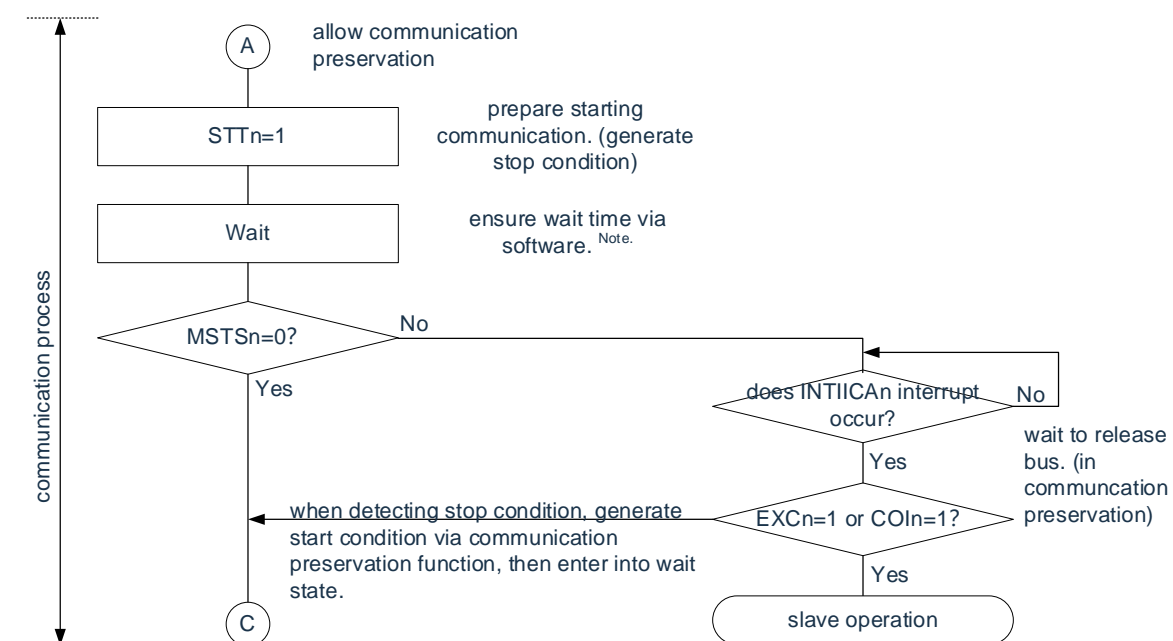 A
allow communication
preservation
STTn=1
prepare starting
communication. (generate
stop condition)
Wait
ensure wait time via
software. Note.
communication process
MSTSn=0?
No
Yes
does INTIICAn interrupt
occur?
No
Yes
wait to release
bus. (in
communcation
preservation)
EXCn=1 or COIn=1?
when detecting stop condition, generate
start condition via communication
preservation function, then enter into wait
state.
Yes
C
slave operation